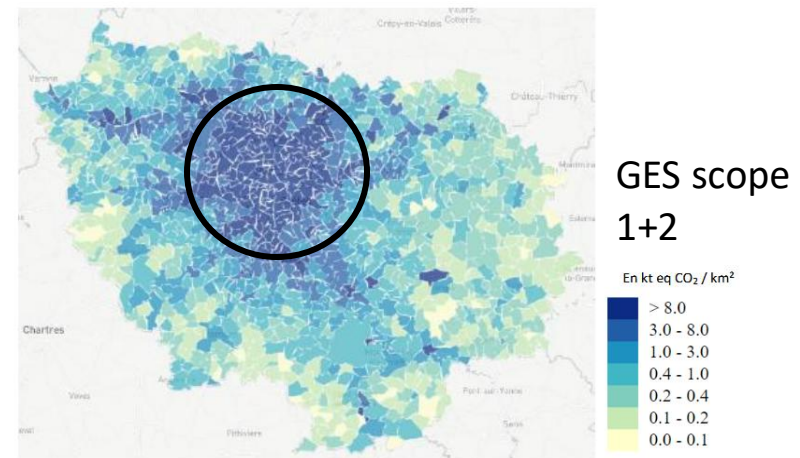 Crépy-en-Valois
Château-Thierry
Chartres
Pithiviers
GES scope
1+2
En kt eq CO₂ / km²
> 8.0
3.0 - 8.0
1.0 - 3.0
0.4 - 1.0
0.2 - 0.4
0.1 - 0.2
0.0 - 0.1